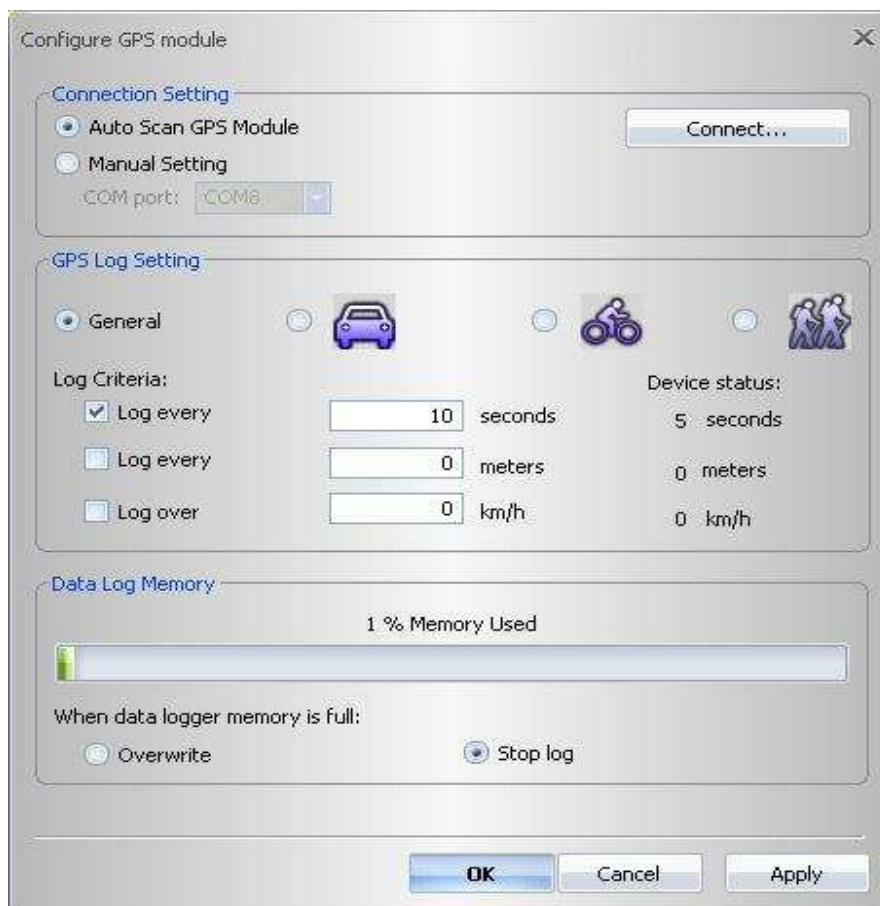 Configure GPS module
Connection Setting
Auto Scan GPS Module
Connect...
Manual Setting
COM port: COM8
GPS Log Setting
General
Log Criteria:
Device status:
Log every 10 seconds
5 seconds
Log every 0 meters
0 meters
Log over 0 km/h
0 km/h
Data Log Memory
1 % Memory Used
When data logger memory is full:
Overwrite
Stop log
OK
Cancel
Apply